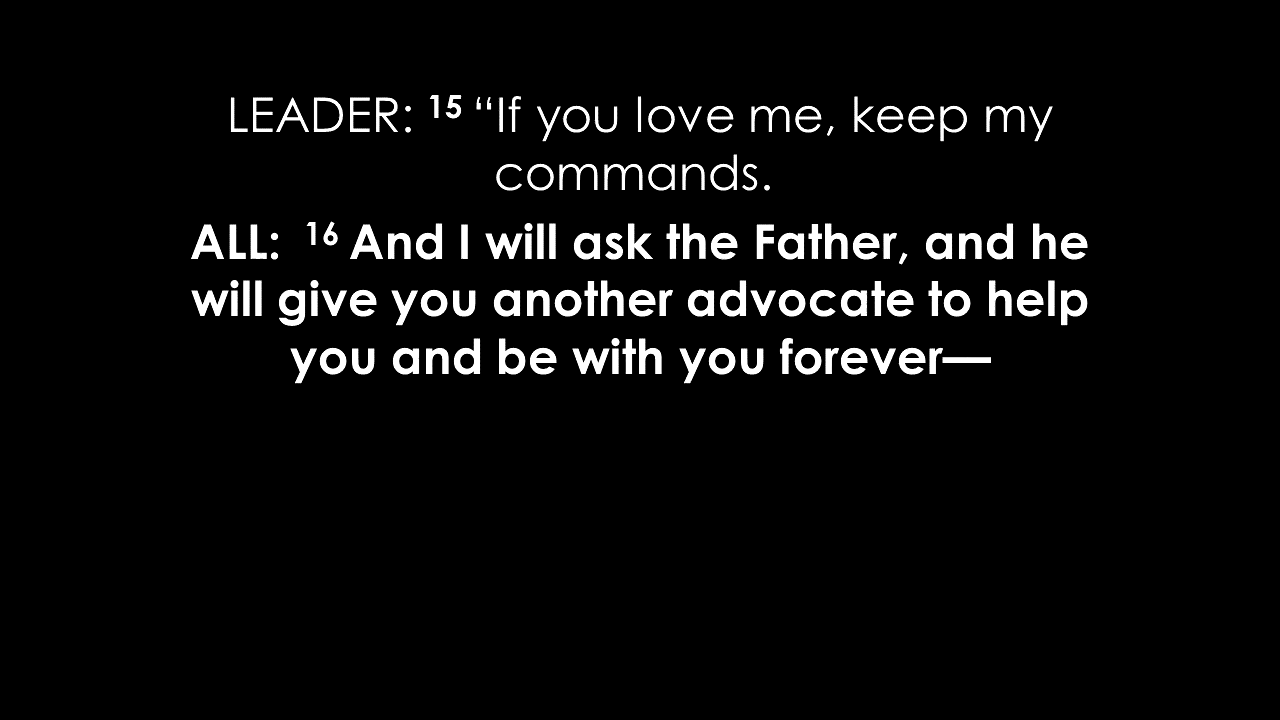 LEADER: 15 “If you love me, keep my
commands.
ALL: 16 And I will ask the Father, and he
will give you another advocate to help
you and be with you forever—